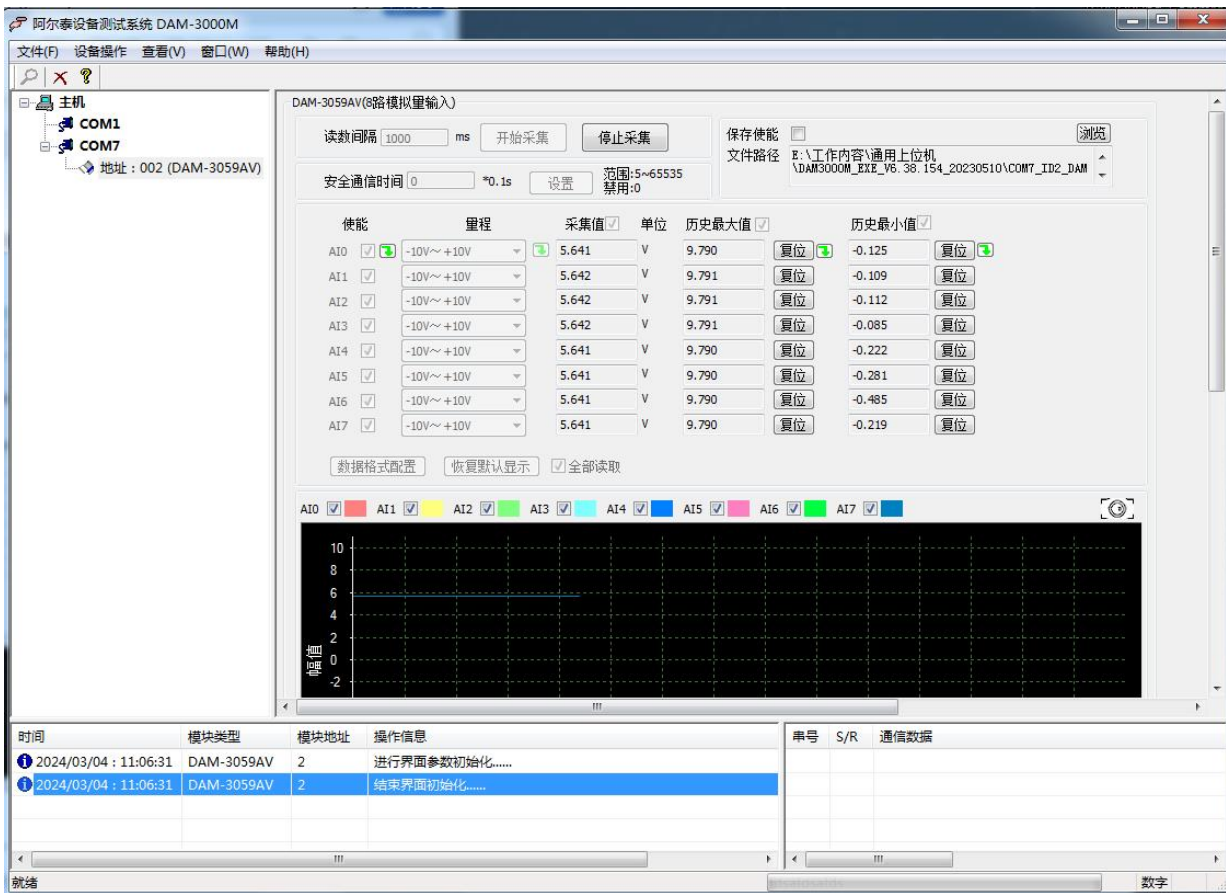 阿尔泰设备测试系统 DAM-3000M
文件(F) 设备操作 查看(V) 窗口(W) 帮助(H)
主机
COM1
COM7
地址：002 (DAM-3059AV)
DAM-3059AV(8路模拟量输入)
读数间隔 1000 ms 开始采集 停止采集
保存使能 浏览
文件路径 E:\工作内容\通用上位机
\DAM3000M_EXE_V6.38.154_20230510\COM7_ID2_DAM
安全通信时间 0 *0.1s 设置 范围:5~65535
禁用:0
使能 量程 采集值 单位 历史最大值 历史最小值
AI0 -10V～+10V 5.641 V 9.790 复位 -0.125 复位
AI1 -10V～+10V 5.642 V 9.791 复位 -0.109 复位
AI2 -10V～+10V 5.642 V 9.791 复位 -0.112 复位
AI3 -10V～+10V 5.642 V 9.791 复位 -0.085 复位
AI4 -10V～+10V 5.641 V 9.790 复位 -0.222 复位
AI5 -10V～+10V 5.641 V 9.790 复位 -0.281 复位
AI6 -10V～+10V 5.641 V 9.790 复位 -0.485 复位
AI7 -10V～+10V 5.641 V 9.790 复位 -0.219 复位
数据格式配置 恢复默认显示 全部读取
AI0 AI1 AI2 AI3 AI4 AI5 AI6 AI7
10
8
6
4
2
0
-2
幅值
时间 模块类型 模块地址 操作信息
2024/03/04 : 11:06:31 DAM-3059AV 2 进行界面参数初始化......
2024/03/04 : 11:06:31 DAM-3059AV 2 结束界面初始化......
串号 S/R 通信数据
就绪 数字